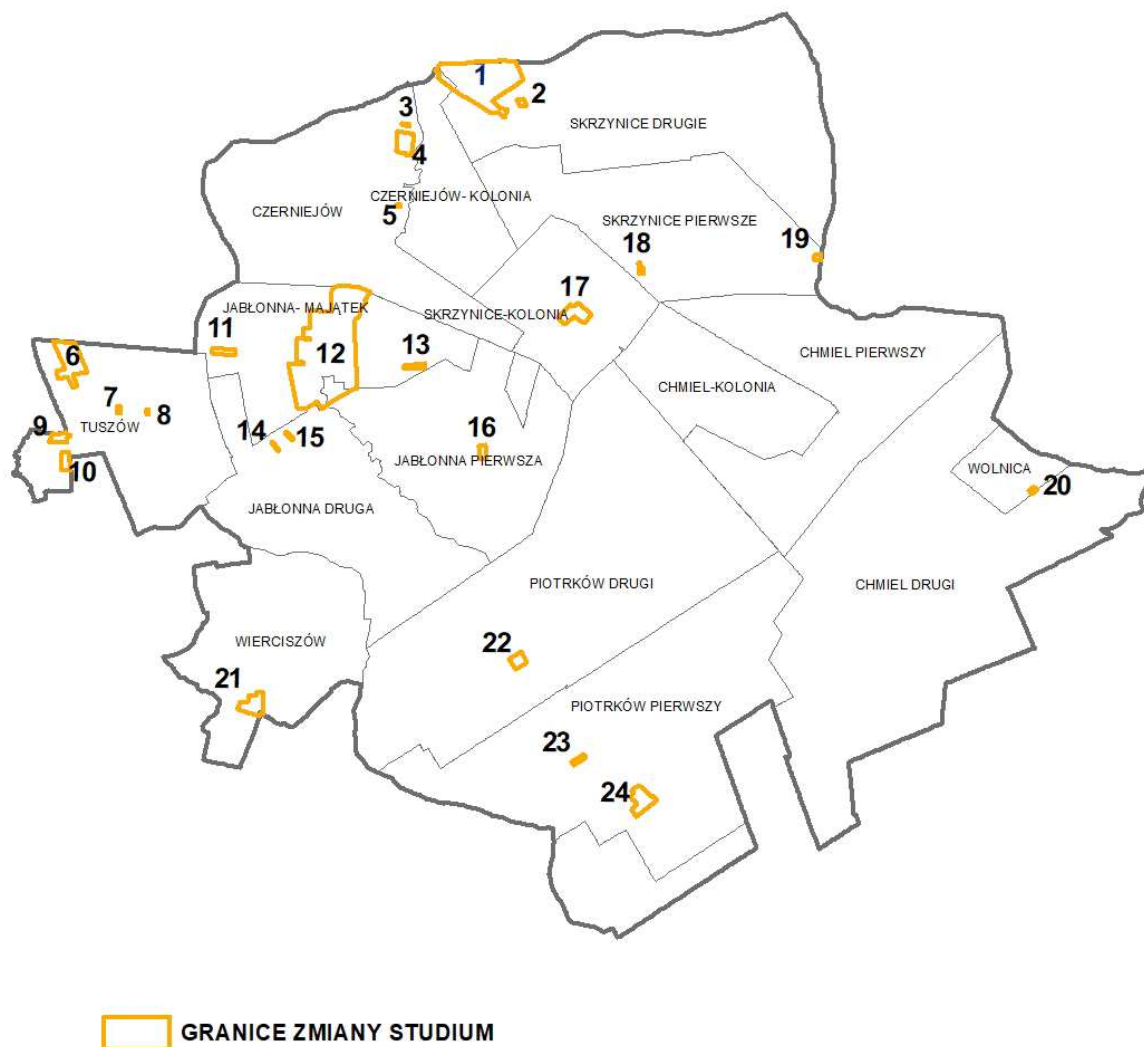 1
2
3
SKRZYNICE DRUGIE
4
CZERNIEJÓW- KOLONIA
CZERNIEJÓW
5
SKRZYNICE PIERWSZE
18
19
17
JABŁONNA- MAJĄTEK
SKRZYNICE-KOLONIA
11
12
13
CHMIEL PIERWSZY
6
CHMIEL-KOLONIA
7
8
TUSZÓW
9
10
14
15
16
JABŁONNA PIERWSZA
WOLNICA
20
JABŁONNA DRUGA
PIOTRKÓW DRUGI
CHMIEL DRUGI
WIERCISZÓW
22
21
PIOTRKÓW PIERWSZY
23
24
GRANICE ZMIANY STUDIUM